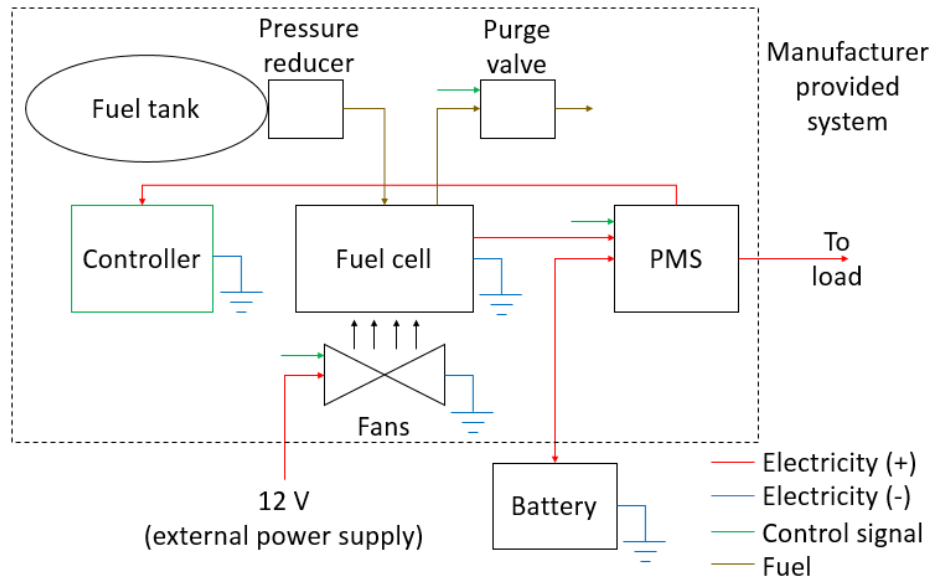 Pressure
reducer
Purge
valve
Manufacturer
provided
system
Fuel tank
Controller
Fuel cell
PMS
To
load
Fans
12 V
(external power supply)
Battery
Electricity (+)
Electricity (-)
Control signal
Fuel